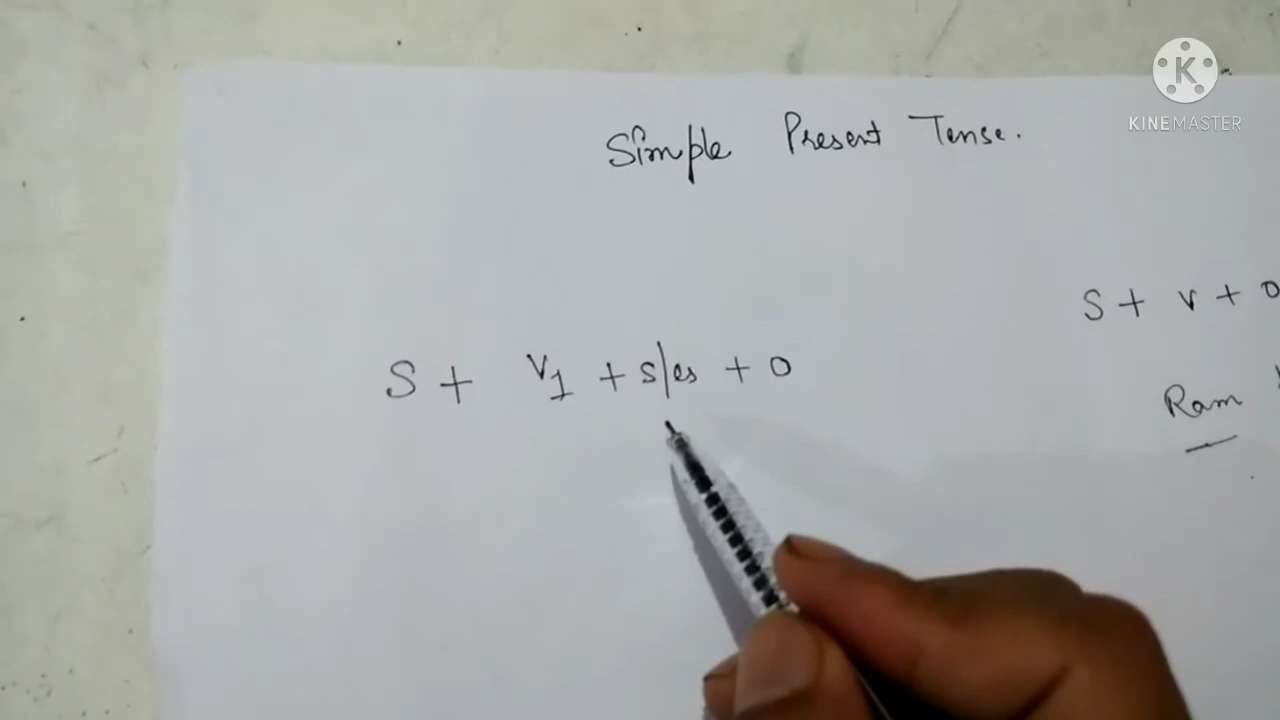 KINEMASTER
Simple Present Tense.
S + V + O
S + V1 + s/es + O
Ram